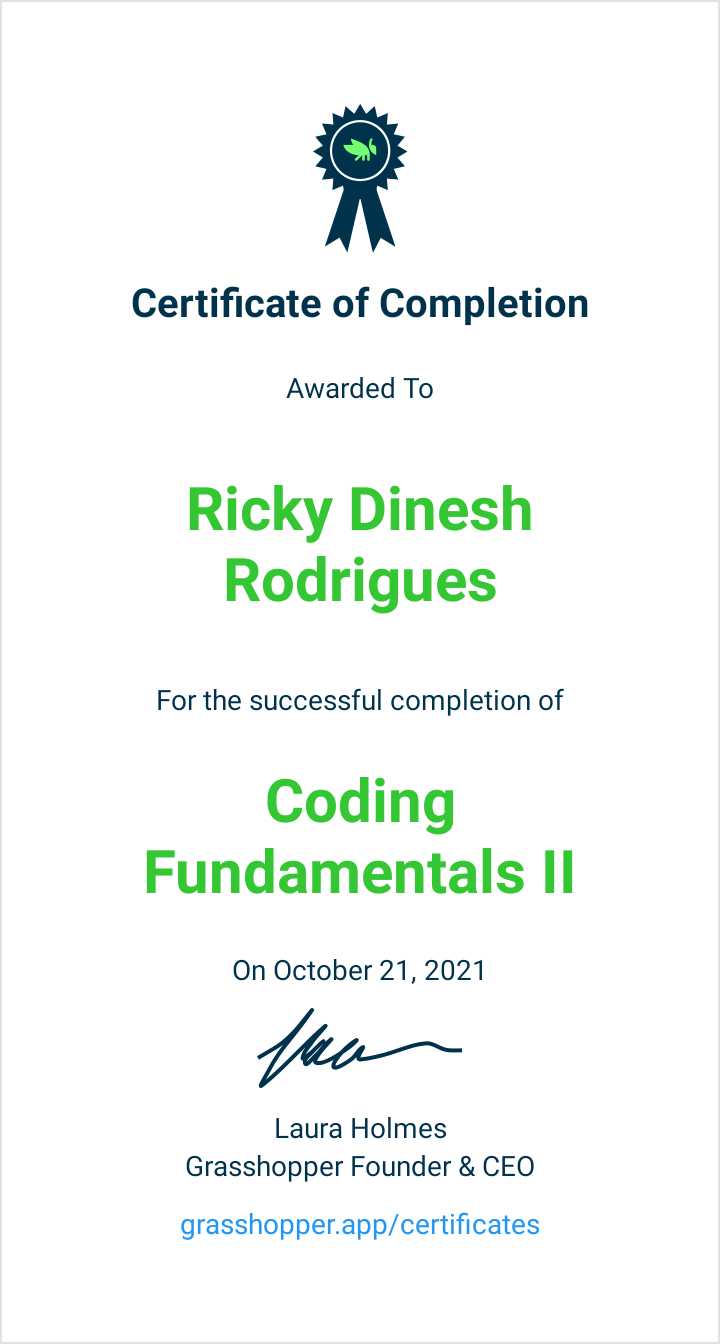 Certificate of Completion
Awarded To
Ricky Dinesh
Rodrigues
For the successful completion of
Coding
Fundamentals II
On October 21, 2021
Laura Holmes
Grasshopper Founder & CEO
grasshopper.app/certificates